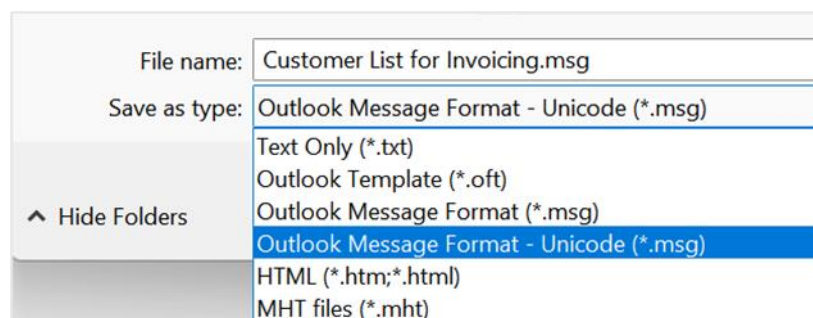 File name: Customer List for Invoicing.msg
Save as type: Outlook Message Format - Unicode (*.msg)
Text Only (*.txt)
Outlook Template (*.oft)
Outlook Message Format (*.msg)
Hide Folders
Outlook Message Format - Unicode (*.msg)
HTML (*.htm;*.html)
MHT files (*.mht)